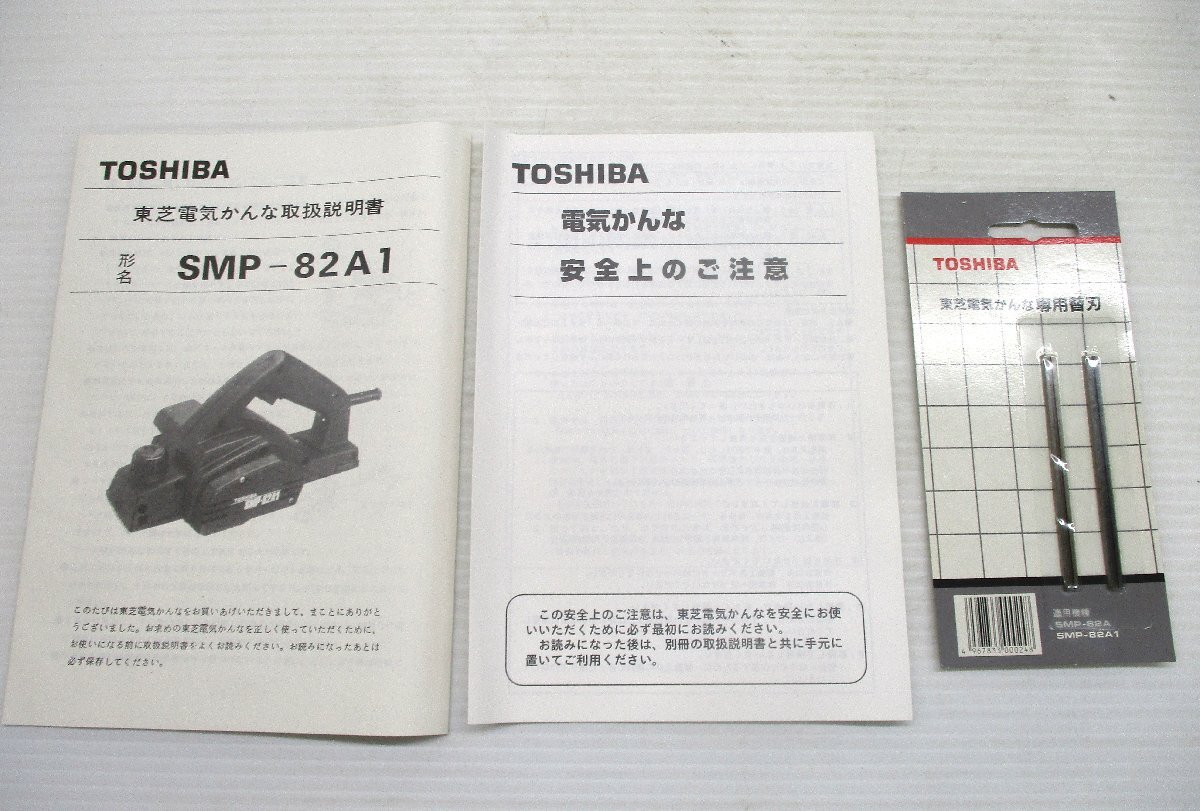 TOSHIBA
東芝電気かんな取扱説明書
形名 SMP-82A1
TOSHIBA
SMP-82A1
このたびは東芝電気かんなをお買いあげいただきまして、まことにありがと
うございました。お求めの東芝電気かんなを正しく使っていただくために、
お使いになる前に取扱説明書をよくお読みください。お読みになったあとは
必ず保存してください。
TOSHIBA
電気かんな
安全上のご注意
この安全上のご注意は、東芝電気かんなを安全にお使
いいただくために必ず最初にお読みください。
お読みになった後は、別冊の取扱説明書と共に手元に
置いてご利用ください。
TOSHIBA
東芝電気かんな専用替刃
適用機種
SMP-82A
SMP-82A1
4 967833 000248